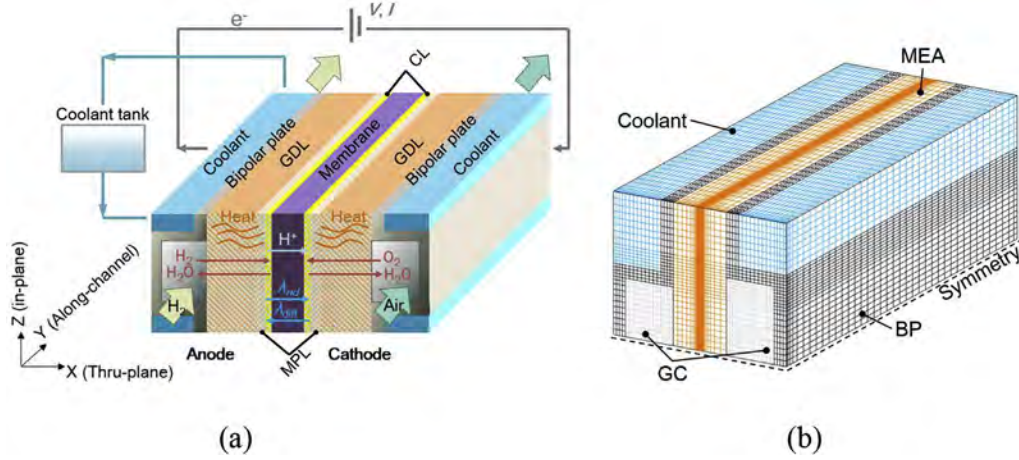 e-
V, I
CL
Coolant tank
Coolant
Bipolar plate
GDL
Membrane
GDL
Bipolar plate
Coolant
Heat
Heat
H+
H2
O2
H2O
H2O
λdiff
H2
Air
Z (in-plane)
Y (Along-channel)
X (Thru-plane)
Anode
MPL
Cathode
(a)
MEA
Coolant
Symmetry
BP
GC
(b)